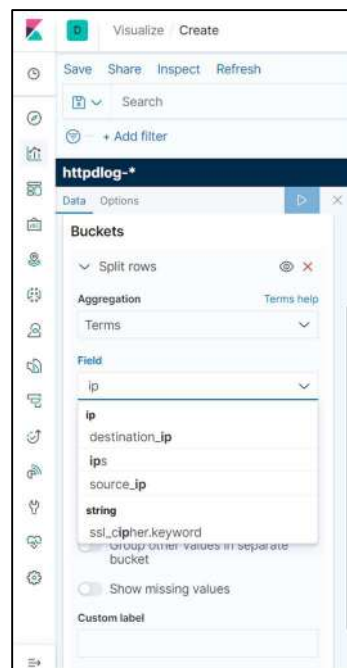 D Visualize Create
Save Share Inspect Refresh
Search
+ Add filter
httpdlog-*
Data Options
Buckets
Split rows
Aggregation Terms help
Terms
Field
ip
ip
destination_ip
ips
source_ip
string
ssl_cipher.keyword
Group other values in separate
bucket
Show missing values
Custom label